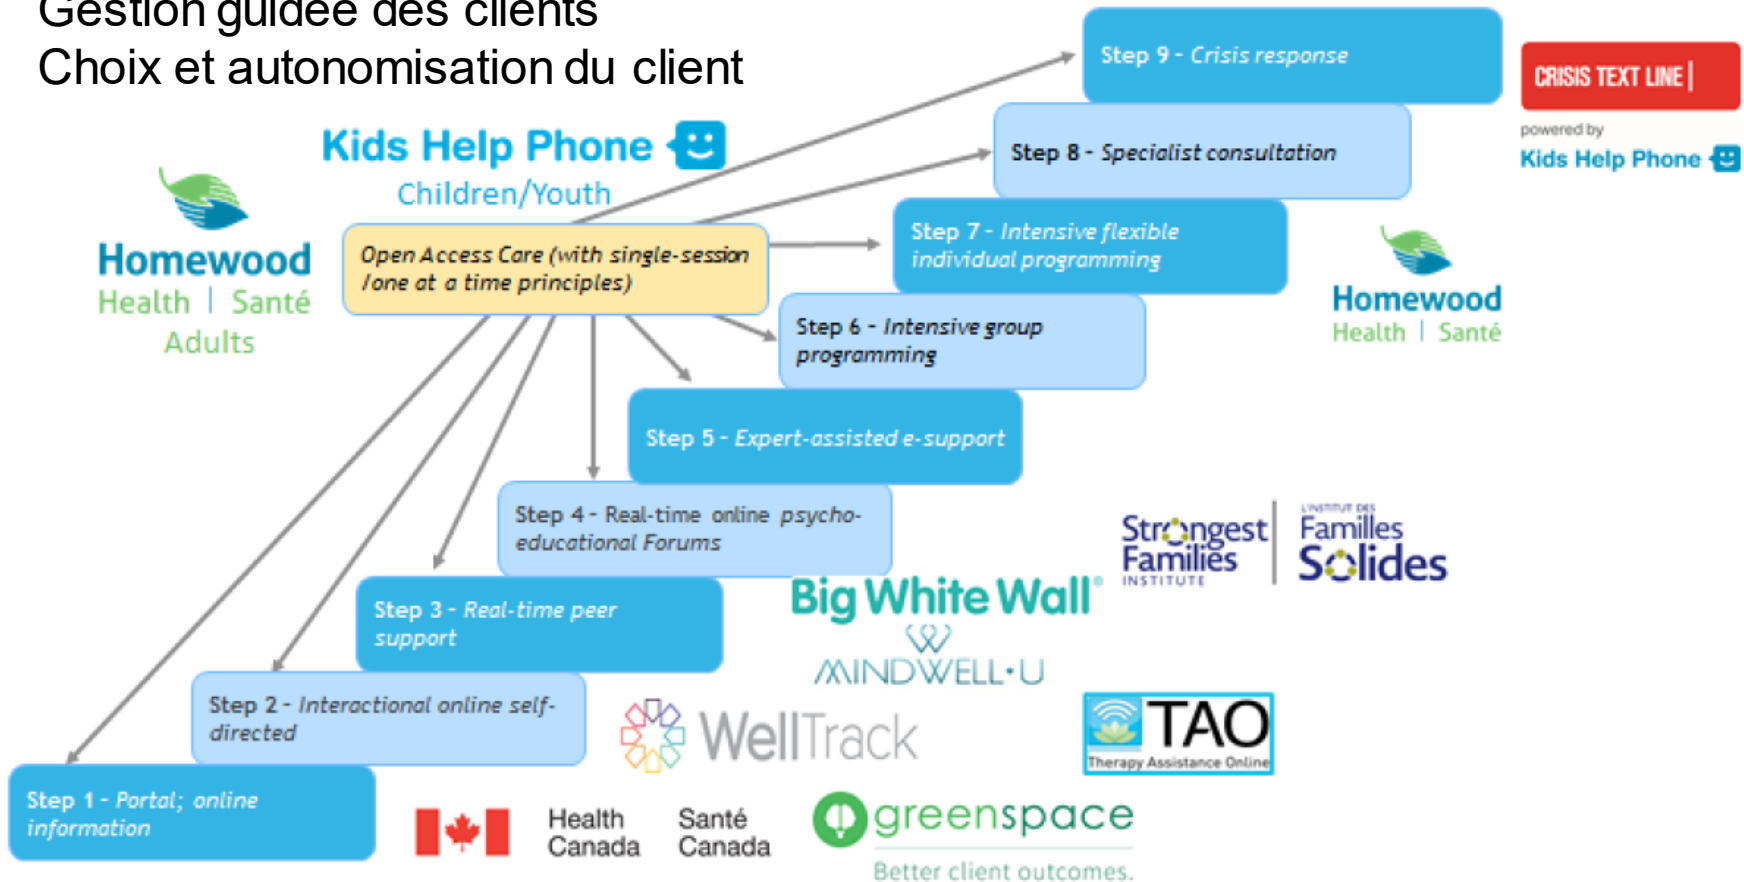 Gestion guidée des clients
Choix et autonomisation du client
Kids Help Phone
Children/Youth
Homewood
Health | Santé
Adults
Open Access Care (with single-session
/one at a time principles)
Step 9 - Crisis response
CRISIS TEXT LINE |
powered by
Kids Help Phone
Step 8 - Specialist consultation
Step 7 - Intensive flexible
individual programming
Homewood
Health | Santé
Step 6 - Intensive group
programming
Step 5 - Expert-assisted e-support
Step 4 - Real-time online psycho-
educational Forums
Strongest
Families
INSTITUTE
L'INSTITUT DES
Familles
Solides
Step 3 - Real-time peer
support
Big White Wall®
MINDWELL·U
Step 2 - Interactional online self-
directed
WellTrack
TAO
Therapy Assistance Online
Step 1 - Portal; online
information
Health
Canada
Santé
Canada
greenspace
Better client outcomes.